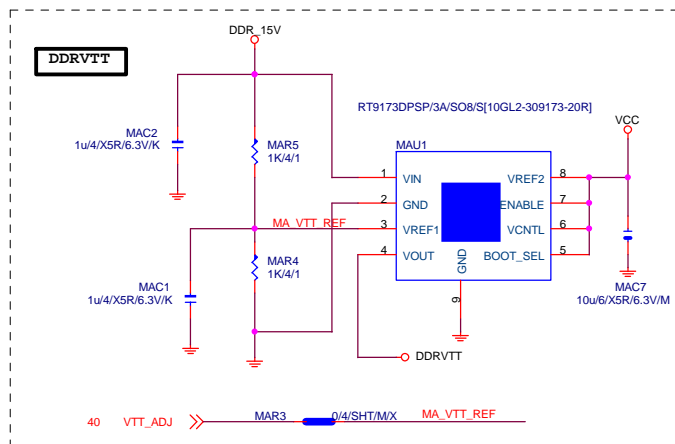 DDR_15V
DDRVTT
RT9173DPSP/3A/SO8/S[10GL2-309173-20R]
VCC
MAC2
1u/4/X5R/6.3V/K
MAR5
1K/4/1
MAU1
1 VIN VREF2 8
2 GND ENABLE 7
MA_VTT_REF 3 VREF1 VCNTL 6
4 VOUT BOOT_SEL 5
GND
9
MAR4
1K/4/1
MAC1
1u/4/X5R/6.3V/K
MAC7
10u/6/X5R/6.3V/M
DDRVTT
40 VTT_ADJ MAR3 0/4/SHT/M/X MA_VTT_REF